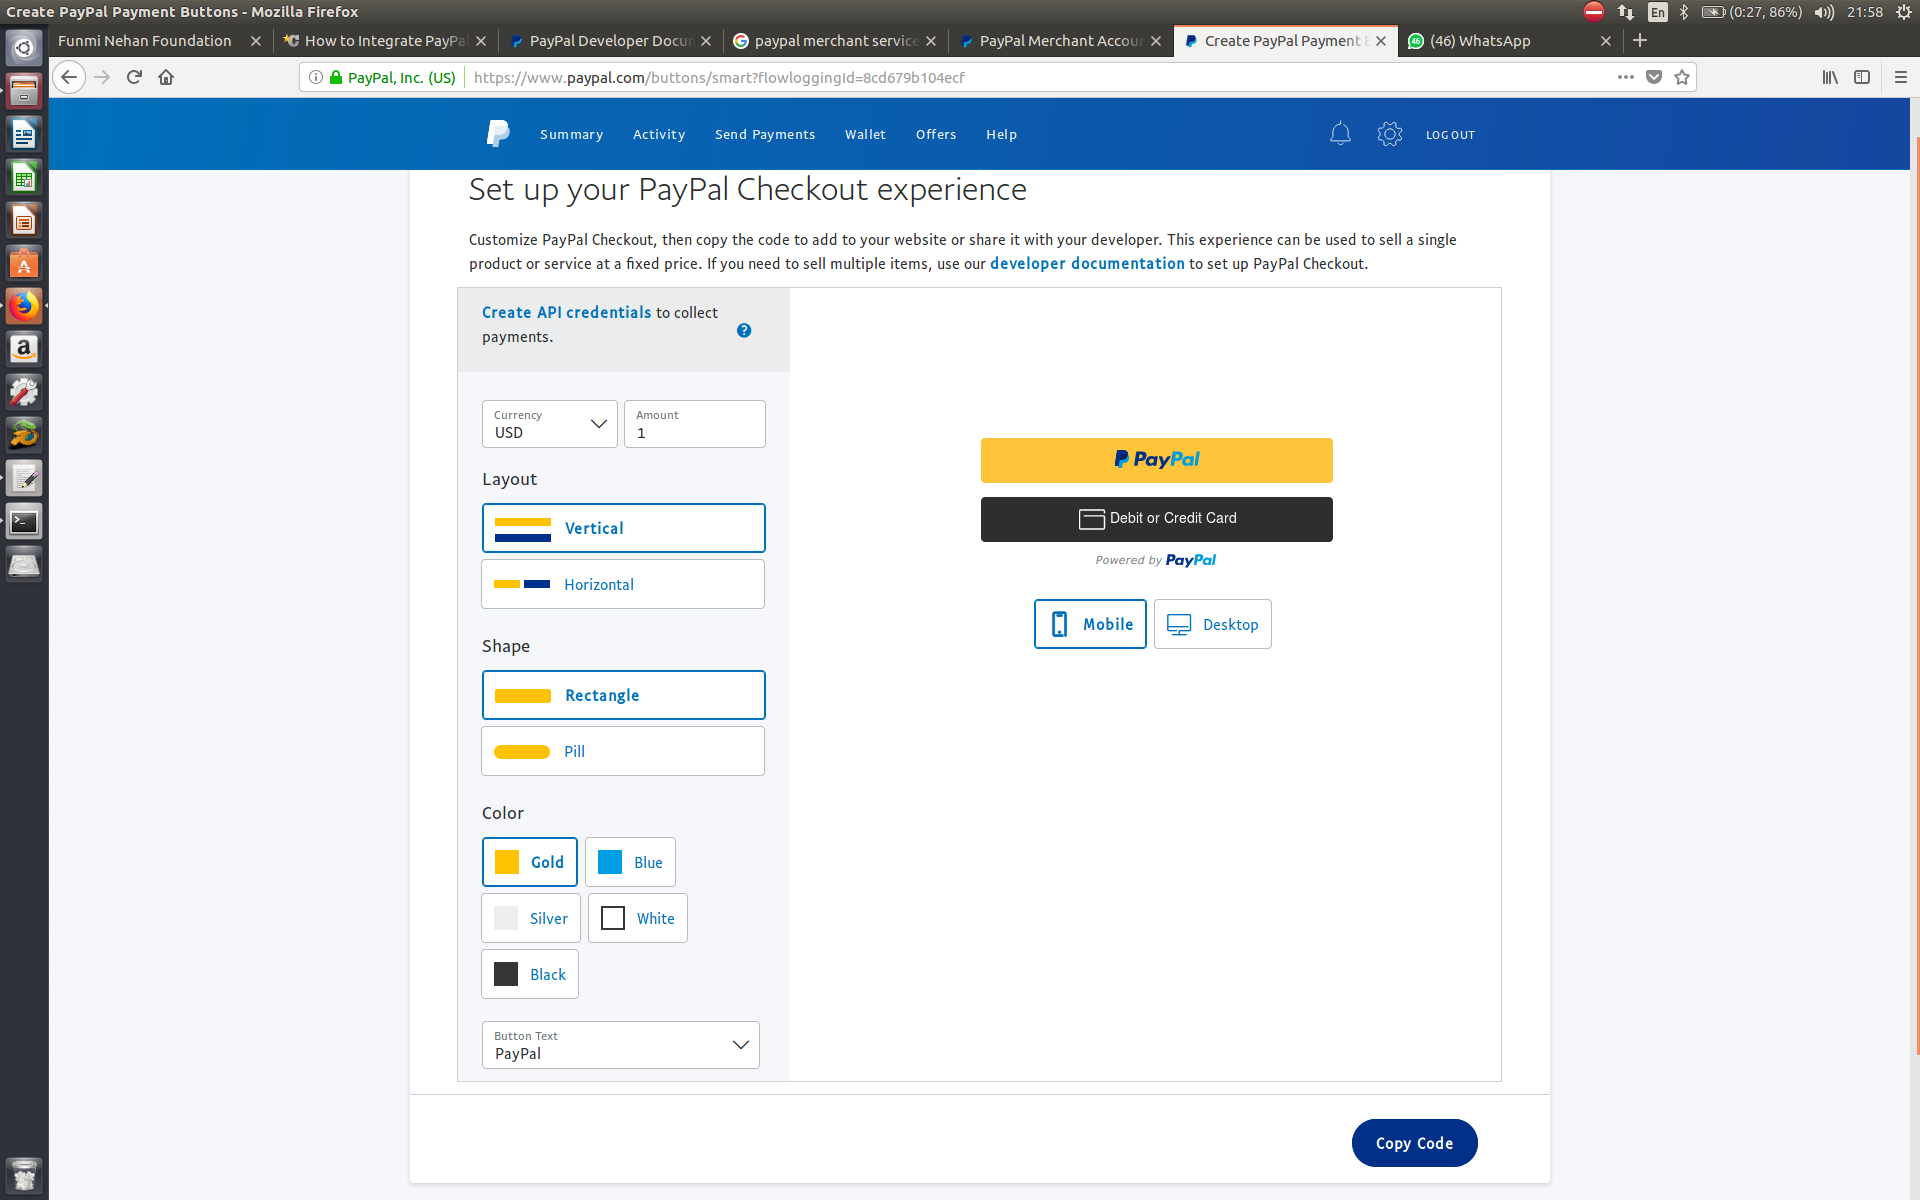 Create PayPal Payment Buttons - Mozilla Firefox
En (0:27, 86%) 21:58
Funmi Nehan Foundation
How to Integrate PayPal
PayPal Developer Docum
paypal merchant service
PayPal Merchant Accoun
Create PayPal Payment B
46 (46) WhatsApp
PayPal, Inc. (US) https://www.paypal.com/buttons/smart?flowloggingId=8cd679b104ecf
Summary Activity Send Payments Wallet Offers Help LOGOUT
Set up your PayPal Checkout experience
Customize PayPal Checkout, then copy the code to add to your website or share it with your developer. This experience can be used to sell a single
product or service at a fixed price. If you need to sell multiple items, use our developer documentation to set up PayPal Checkout.
Create API credentials to collect
payments.
?
Currency
USD
Amount
1
Layout
Vertical
Horizontal
Shape
Rectangle
Pill
Color
Gold
Blue
Silver
White
Black
Button Text
PayPal
PayPal
Debit or Credit Card
Powered by PayPal
Mobile
Desktop
Copy Code